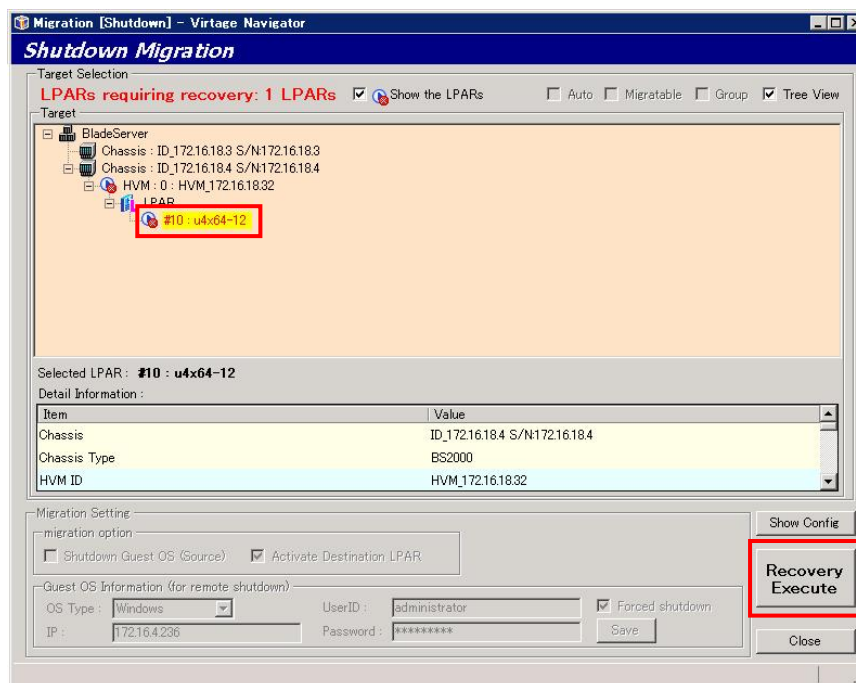 Migration [Shutdown] - Virtage Navigator
Shutdown Migration
Target Selection
LPARs requiring recovery: 1 LPARs Show the LPARs Auto Migratable Group Tree View
Target
BladeServer
Chassis : ID_172.16.18.3 S/N:172.16.18.3
Chassis : ID_172.16.18.4 S/N:172.16.18.4
HVM : 0 : HVM_172.16.18.32
LPAR
#10 : u4x64-12
Selected LPAR : #10 : u4x64-12
Detail Information :
Item Value
Chassis ID_172.16.18.4 S/N:172.16.18.4
Chassis Type BS2000
HVM ID HVM_172.16.18.32
Migration Setting
migration option
Shutdown Guest OS (Source) Activate Destination LPAR
Guest OS Information (for remote shutdown)
OS Type : Windows UserID : administrator Forced shutdown
IP : 172.16.4.236 Password : ********* Save
Show Config
Recovery
Execute
Close